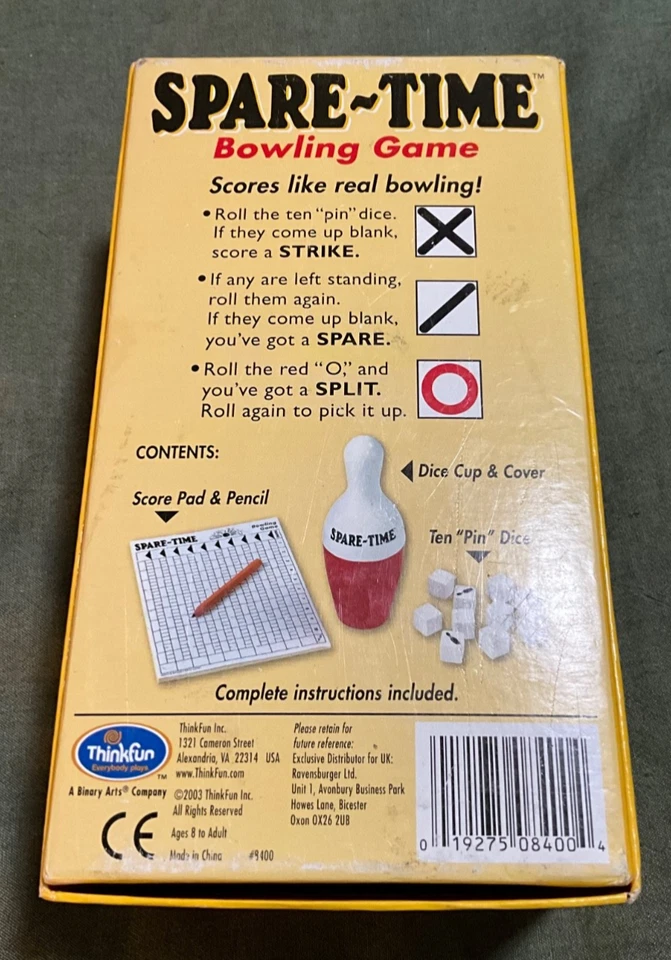 SPARE~TIME™
Bowling Game
Scores like real bowling!
• Roll the ten "pin" dice.
If they come up blank,
score a STRIKE.
• If any are left standing,
roll them again.
If they come up blank,
you've got a SPARE.
• Roll the red "O," and
you've got a SPLIT.
Roll again to pick it up.
CONTENTS:
Dice Cup & Cover
Score Pad & Pencil
SPARE-TIME
Bowling
Game
SPARE-TIME
Ten "Pin" Dice
Complete instructions included.
ThinkFun
Everybody plays
TM
A Binary Arts® Company
ThinkFun Inc.
1321 Cameron Street
Alexandria, VA 22314 USA
www.ThinkFun.com
©2003 ThinkFun Inc.
All Rights Reserved
Ages 8 to Adult
Made in China #8400
CE
Please retain for
future reference:
Exclusive Distributor for UK:
Ravensburger Ltd.
Unit 1, Avonbury Business Park
Howes Lane, Bicester
Oxon OX26 2UB
0 19275 08400 4